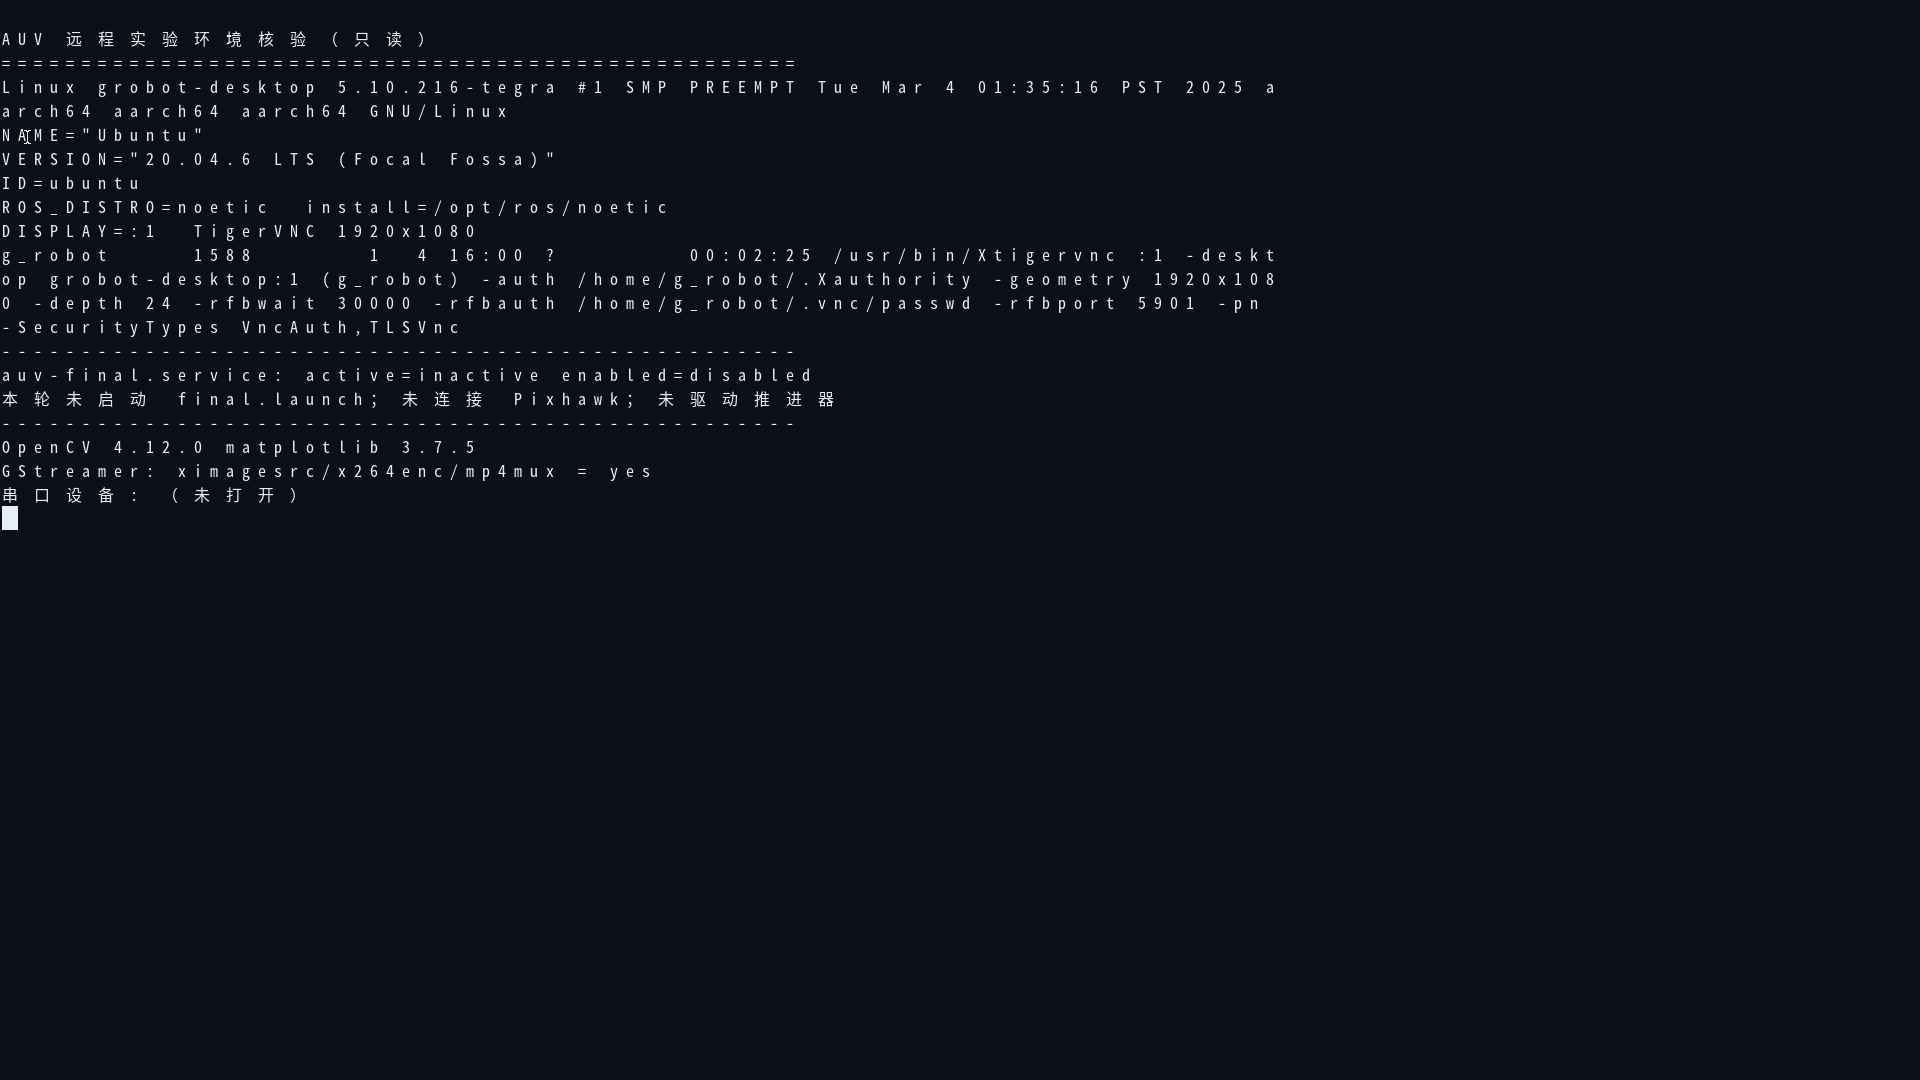 AUV 远程实验环境核验（只读）
==================================================
Linux grobot-desktop 5.10.216-tegra #1 SMP PREEMPT Tue Mar 4 01:35:16 PST 2025 a
arch64 aarch64 aarch64 GNU/Linux
NAME="Ubuntu"
VERSION="20.04.6 LTS (Focal Fossa)"
ID=ubuntu
ROS_DISTRO=noetic  install=/opt/ros/noetic
DISPLAY=:1  TigerVNC 1920x1080
g_robot     1588       1  4 16:00 ?        00:02:25 /usr/bin/Xtigervnc :1 -deskt
op grobot-desktop:1 (g_robot) -auth /home/g_robot/.Xauthority -geometry 1920x108
0 -depth 24 -rfbwait 30000 -rfbauth /home/g_robot/.vnc/passwd -rfbport 5901 -pn
-SecurityTypes VncAuth,TLSVnc
--------------------------------------------------
auv-final.service: active=inactive enabled=disabled
本轮未启动 final.launch; 未连接 Pixhawk; 未驱动推进器
--------------------------------------------------
OpenCV 4.12.0 matplotlib 3.7.5
GStreamer: ximagesrc/x264enc/mp4mux = yes
串口设备: （未打开）